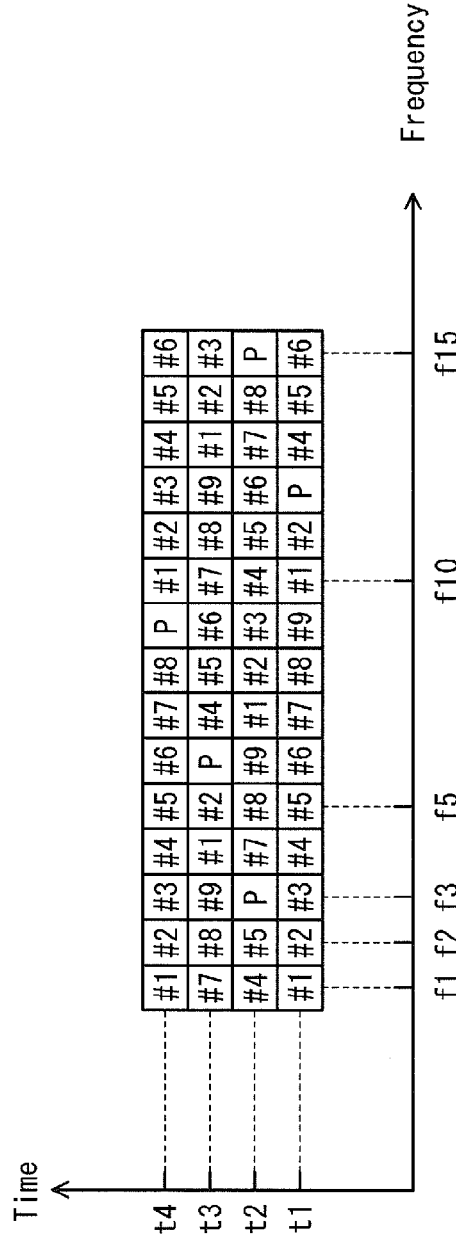 Time
t4 #1 #2 #3 #4 #5 #6 #7 #8 P #1 #2 #3 #4 #5 #6
t3 #7 #8 #9 #1 #2 P #4 #5 #6 #7 #8 #9 #1 #2 #3
t2 #4 #5 P #7 #8 #9 #1 #2 #3 #4 #5 #6 #7 #8 P
t1 #1 #2 #3 #4 #5 #6 #7 #8 #9 #1 #2 P #4 #5 #6
Frequency
f1 f2 f3 f5 f10 f15